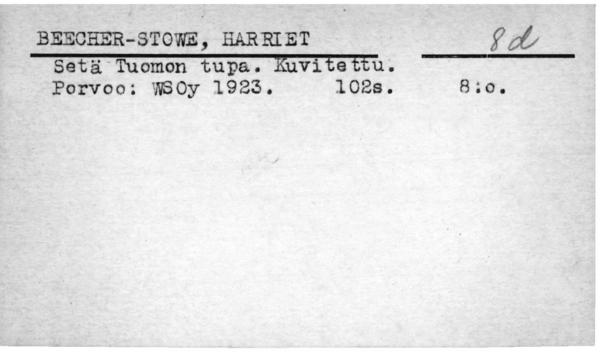 BEECHER-STOWE, HARRIET 8d
Setä Tuomon tupa. Kuvitettu.
Porvoo: WSOy 1923. 102s. 8:o.